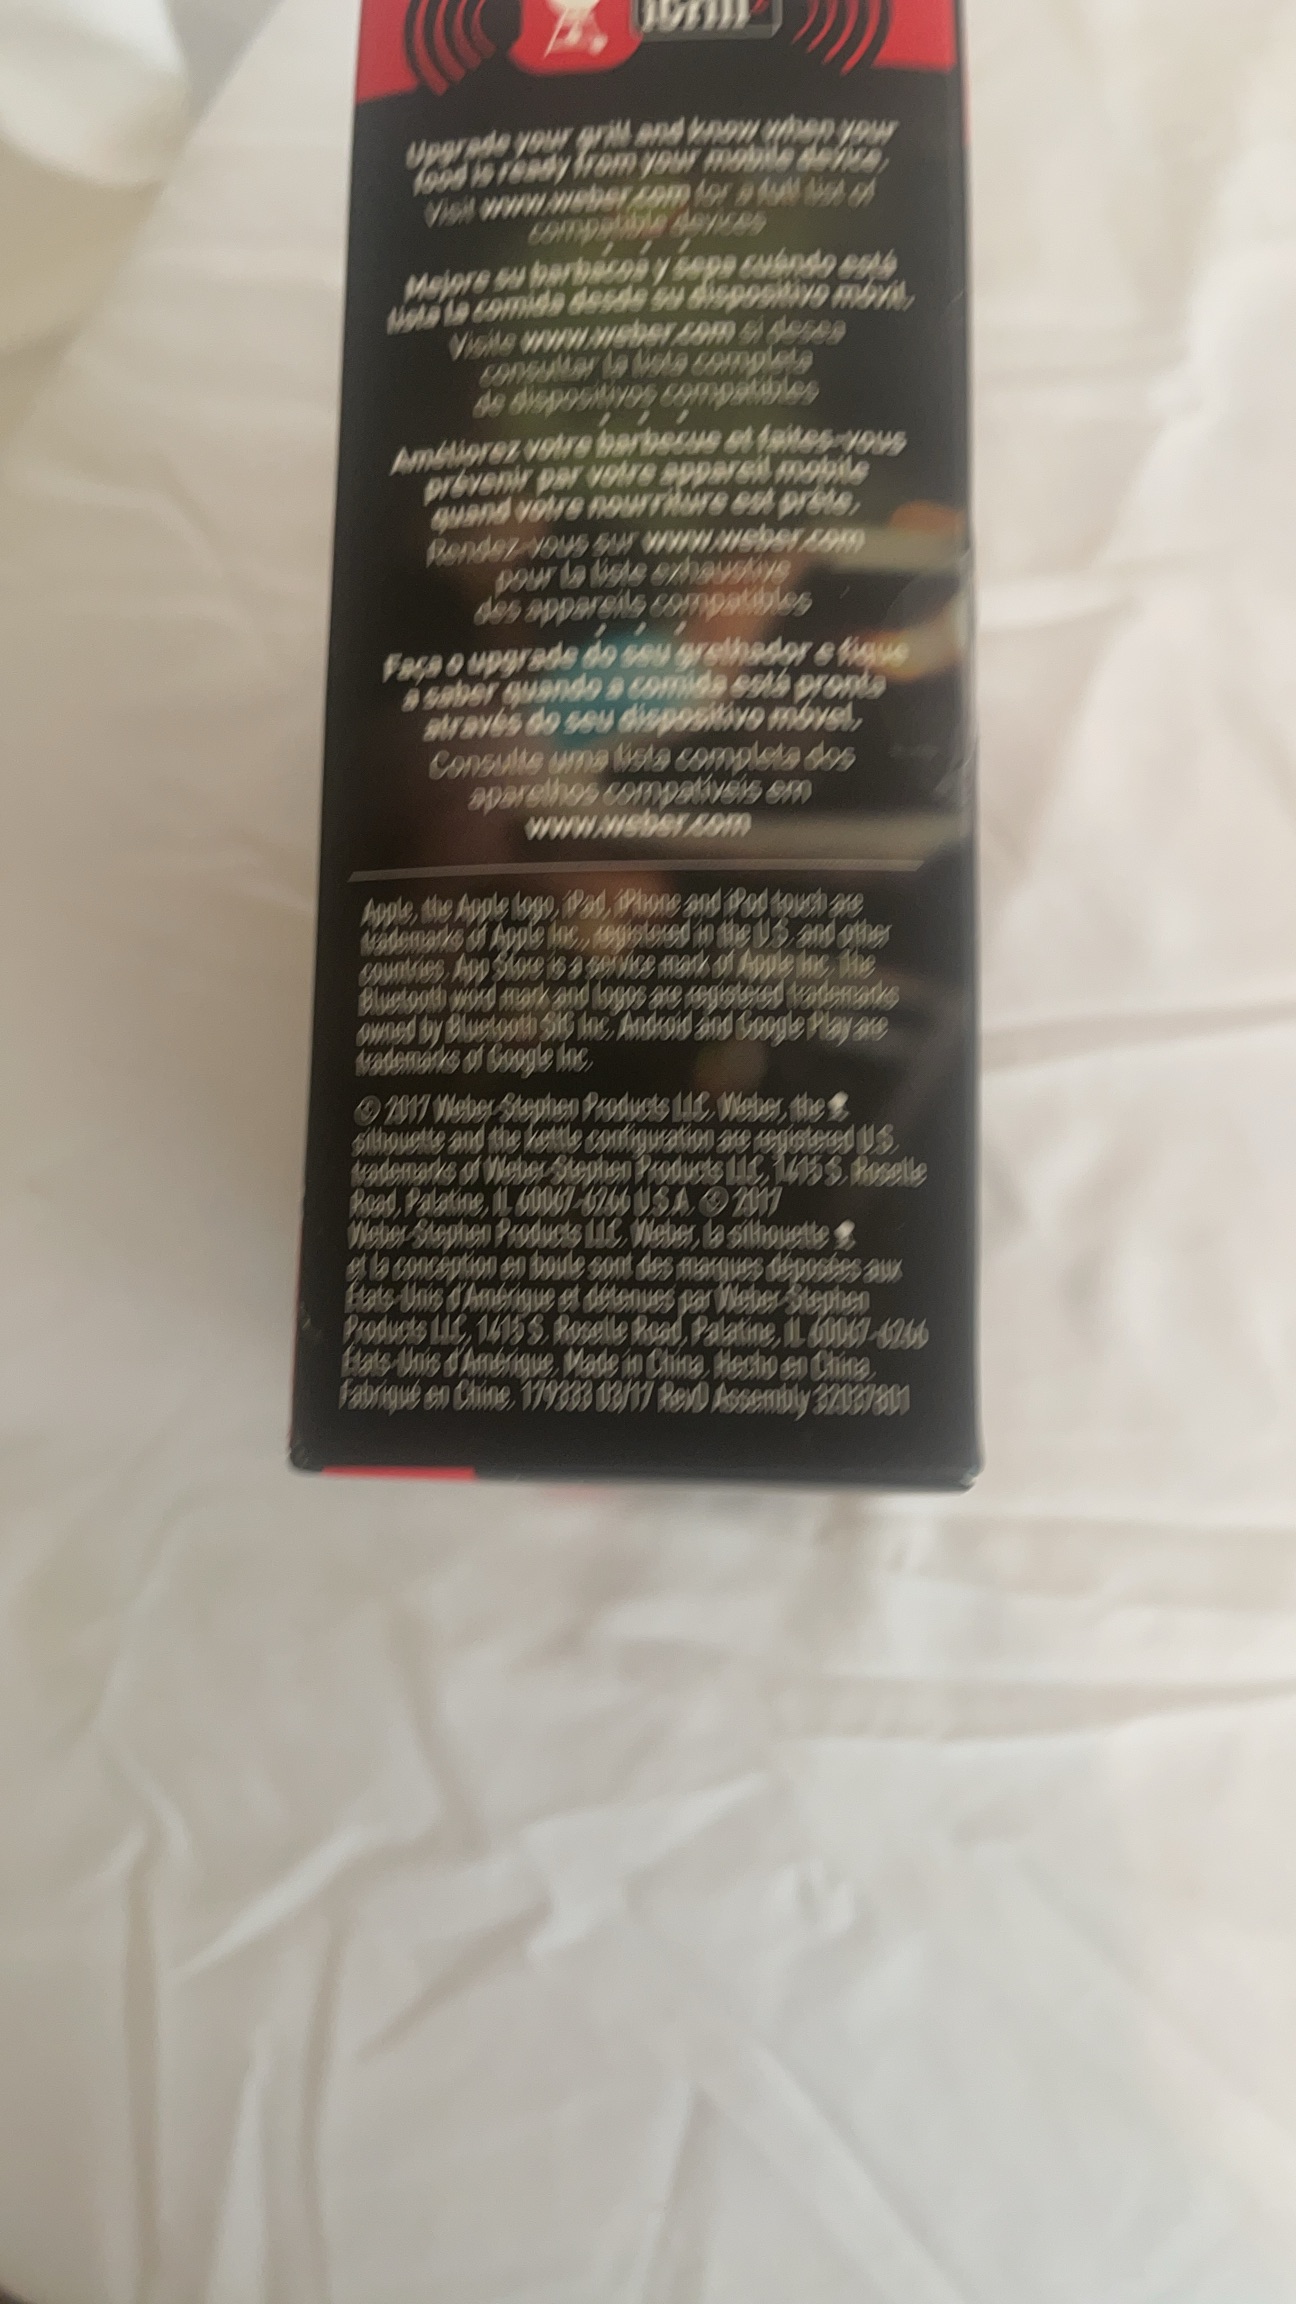 iGrill
Upgrade your grill and know when your
food is ready from your mobile device.
Visit www.weber.com for a full list of
compatible devices
Mejore su barbacoa y sepa cuándo está
lista la comida desde su dispositivo móvil.
Visite www.weber.com si desea
consultar la lista completa
de dispositivos compatibles
Améliorez votre barbecue et faites-vous
prévenir par votre appareil mobile
quand votre nourriture est prête.
Rendez-vous sur www.weber.com
pour la liste exhaustive
des appareils compatibles
Faça o upgrade do seu grelhador e fique
a saber quando a comida está pronta
através do seu dispositivo móvel.
Consulte uma lista completa dos
aparelhos compatíveis em
www.weber.com
Apple, the Apple logo, iPad, iPhone and iPod touch are
trademarks of Apple Inc., registered in the U.S. and other
countries. App Store is a service mark of Apple Inc. The
Bluetooth word mark and logos are registered trademarks
owned by Bluetooth SIG Inc. Android and Google Play are
trademarks of Google Inc.
© 2017 Weber-Stephen Products LLC. Weber, the
silhouette and the kettle configuration are registered U.S.
trademarks of Weber-Stephen Products LLC, 1415 S. Roselle
Road, Palatine, IL 60067-6266 U.S.A. © 2017
Weber-Stephen Products LLC. Weber, la silhouette
et la conception en boule sont des marques déposées aux
États-Unis d'Amérique et détenues par Weber-Stephen
Products LLC, 1415 S. Roselle Road, Palatine, IL 60067-6266
États-Unis d'Amérique. Made in China. Hecho en China.
Fabriqué en Chine. 179333 03/17 RevD Assembly 32037801